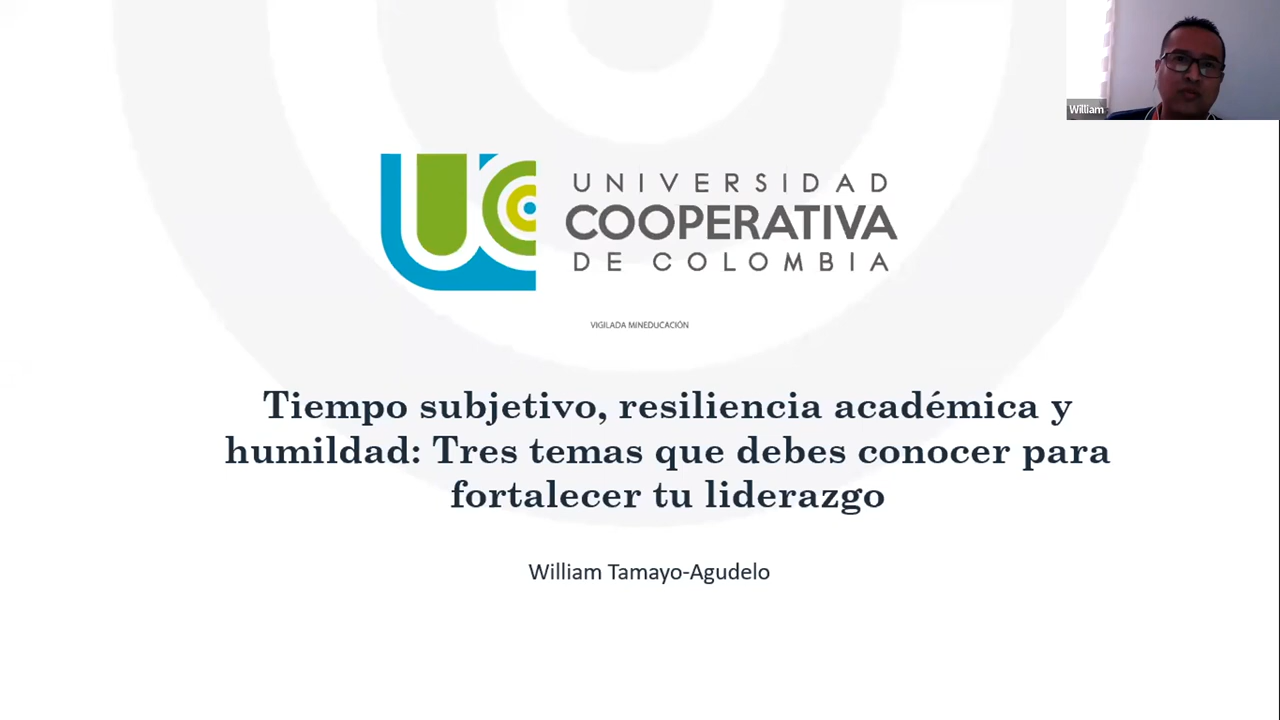 William
UNIVERSIDAD
COOPERATIVA
DE COLOMBIA
VIGILADA MINEDUCACIÓN
Tiempo subjetivo, resiliencia académica y
humildad: Tres temas que debes conocer para
fortalecer tu liderazgo
William Tamayo-Agudelo